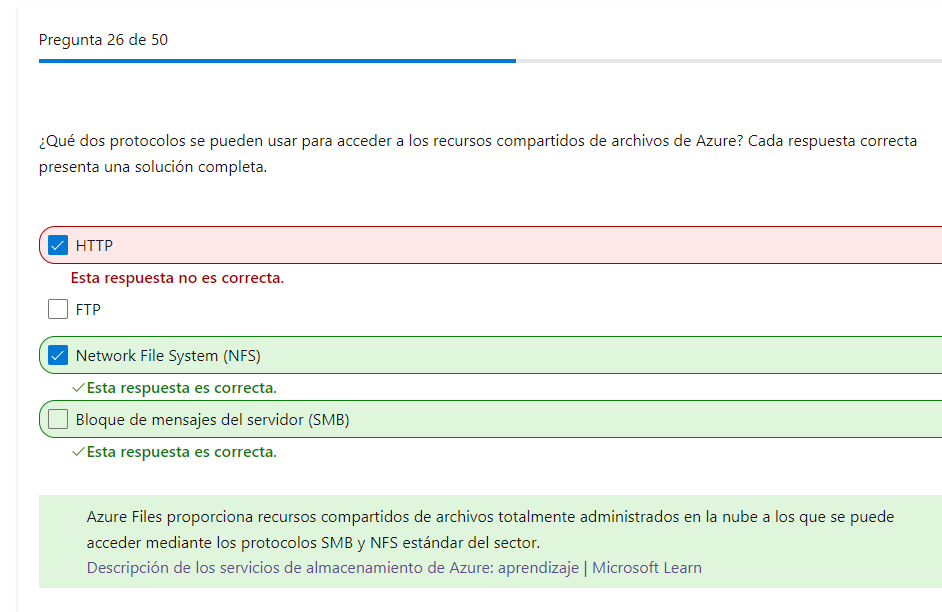 Pregunta 26 de 50
¿Qué dos protocolos se pueden usar para acceder a los recursos compartidos de archivos de Azure? Cada respuesta correcta
presenta una solución completa.
HTTP
Esta respuesta no es correcta.
FTP
Network File System (NFS)
Esta respuesta es correcta.
Bloque de mensajes del servidor (SMB)
Esta respuesta es correcta.
Azure Files proporciona recursos compartidos de archivos totalmente administrados en la nube a los que se puede
acceder mediante los protocolos SMB y NFS estándar del sector.
Descripción de los servicios de almacenamiento de Azure: aprendizaje | Microsoft Learn